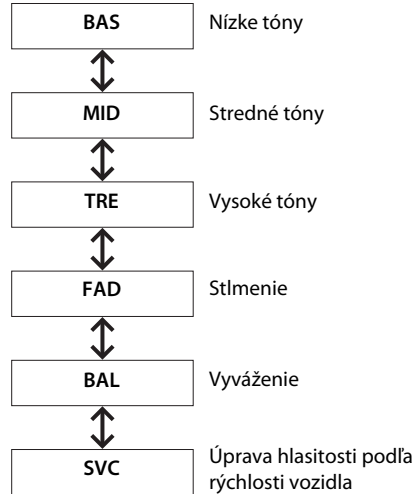 BAS Nízke tóny
MID Stredné tóny
TRE Vysoké tóny
FAD Stlmenie
BAL Vyváženie
SVC Úprava hlasitosti podľa
rýchlosti vozidla